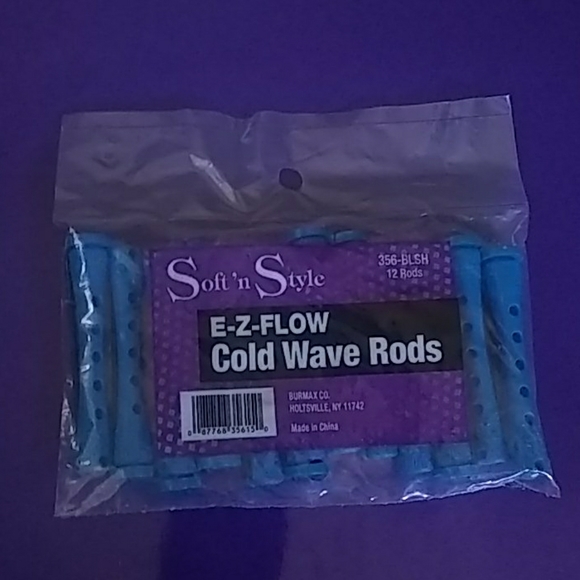 Soft 'n Style
356-BLSH
12 Rods
E-Z-FLOW
Cold Wave Rods
BURMAX CO.
HOLTSVILLE, NY 11742
Made in China